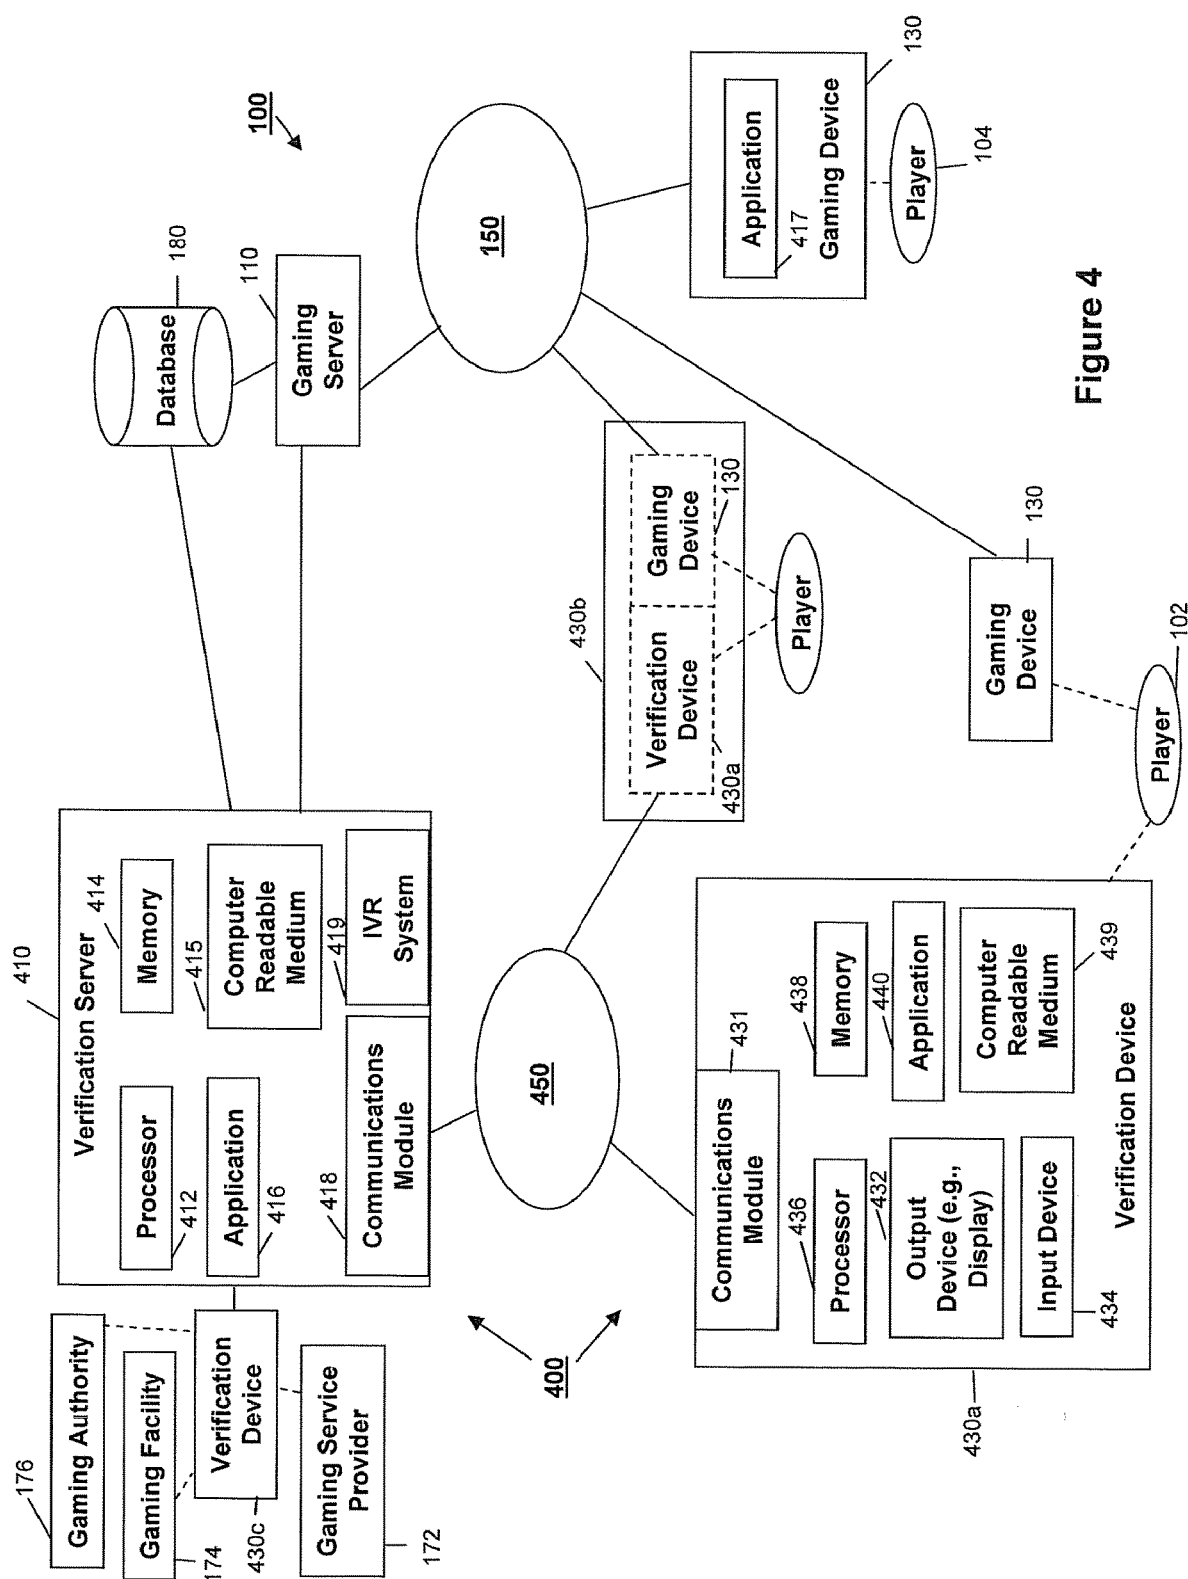 176
Gaming Authority
Gaming Facility
174
Verification
Device
430c
Gaming Service
Provider
172
410
Verification Server
Processor
412
Memory
414
Application
416
415
Computer
Readable
Medium
418
Communications
Module
419
IVR
System
Database
180
Gaming
Server
110
100
400
450
150
430b
Verification
Device
430a
Gaming
Device
130
Player
Application
417
Gaming Device
130
Player
104
Communications
Module
431
436
Processor
438
Memory
432
Output
Device (e.g.,
Display)
440
Application
Input Device
434
Computer
Readable
Medium
439
Verification Device
430a
Gaming
Device
130
Player
102
Figure 4